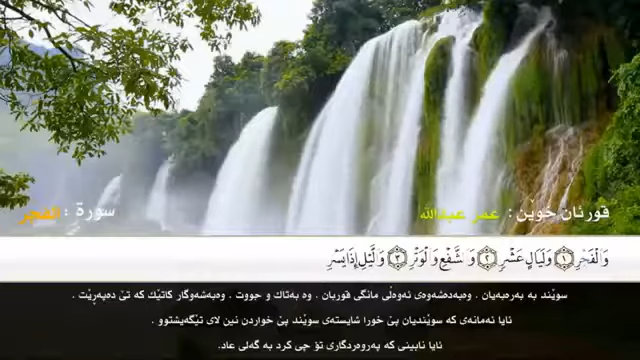 قورئان خوێن : عمر عبدالله
سورة : الفجر
وَالْفَجْرِ ۝١ وَلَيَالٍ عَشْرٍ ۝٢ وَالشَّفْعِ وَالْوَتْرِ ۝٣ وَاللَّيْلِ إِذَا يَسْرِ
سوێند به بەرەبەیان . وەبەدەشەوەی ئەوەڵی مانگی قوربان . وە بەتاك و جووت . وەبەشەوگار کاتێك کە تێ دەپەڕێت .
ئایا ئەمانەی کە سوێندیان پێ خورا شایستەی سوێند پێ خواردن نین لای تێگەیشتوو .
ئایا نابینی کە پەروەردگاری تۆ چی کرد بە گەلی عاد.